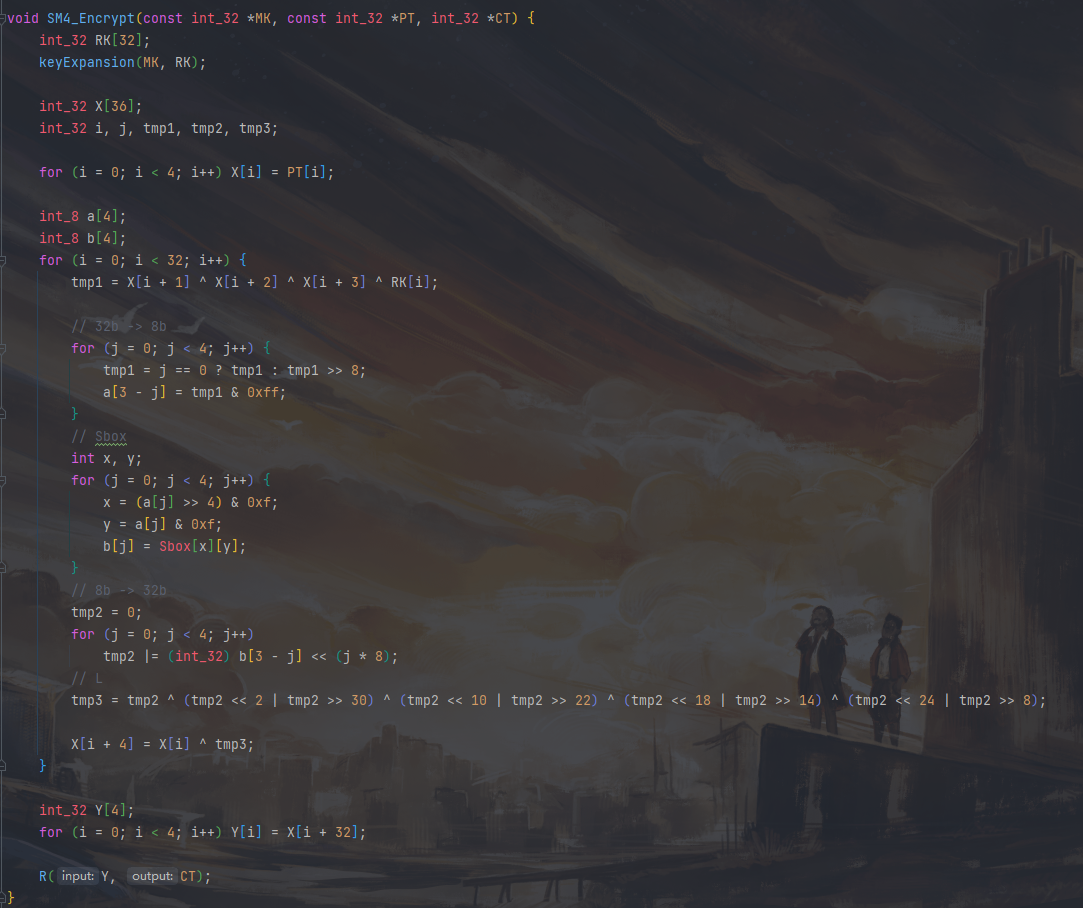 void SM4_Encrypt(const int_32 *MK, const int_32 *PT, int_32 *CT) {
    int_32 RK[32];
    keyExpansion(MK, RK);

    int_32 X[36];
    int_32 i, j, tmp1, tmp2, tmp3;

    for (i = 0; i < 4; i++) X[i] = PT[i];

    int_8 a[4];
    int_8 b[4];
    for (i = 0; i < 32; i++) {
        tmp1 = X[i + 1] ^ X[i + 2] ^ X[i + 3] ^ RK[i];

        // 32b -> 8b
        for (j = 0; j < 4; j++) {
            tmp1 = j == 0 ? tmp1 : tmp1 >> 8;
            a[3 - j] = tmp1 & 0xff;
        }
        // Sbox
        int x, y;
        for (j = 0; j < 4; j++) {
            x = (a[j] >> 4) & 0xf;
            y = a[j] & 0xf;
            b[j] = Sbox[x][y];
        }
        // 8b -> 32b
        tmp2 = 0;
        for (j = 0; j < 4; j++)
            tmp2 |= (int_32) b[3 - j] << (j * 8);
        // L
        tmp3 = tmp2 ^ (tmp2 << 2 | tmp2 >> 30) ^ (tmp2 << 10 | tmp2 >> 22) ^ (tmp2 << 18 | tmp2 >> 14) ^ (tmp2 << 24 | tmp2 >> 8);

        X[i + 4] = X[i] ^ tmp3;
    }

    int_32 Y[4];
    for (i = 0; i < 4; i++) Y[i] = X[i + 32];

    R( input: Y, output: CT);
}